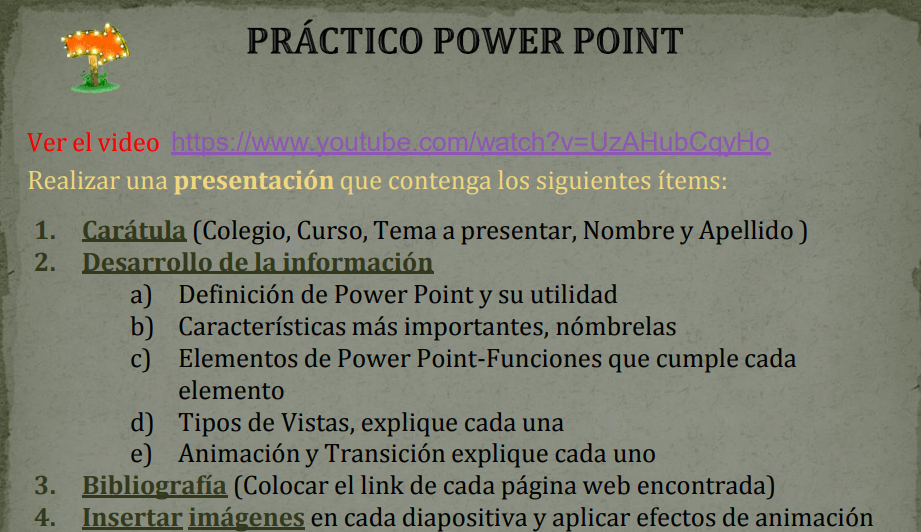 PRÁCTICO POWER POINT
Ver el video https://www.youtube.com/watch?v=UzAHubCqyHo
Realizar una presentación que contenga los siguientes ítems:
1. Carátula (Colegio, Curso, Tema a presentar, Nombre y Apellido )
2. Desarrollo de la información
a) Definición de Power Point y su utilidad
b) Características más importantes, nómbrelas
c) Elementos de Power Point-Funciones que cumple cada
elemento
d) Tipos de Vistas, explique cada una
e) Animación y Transición explique cada uno
3. Bibliografía (Colocar el link de cada página web encontrada)
4. Insertar imágenes en cada diapositiva y aplicar efectos de animación